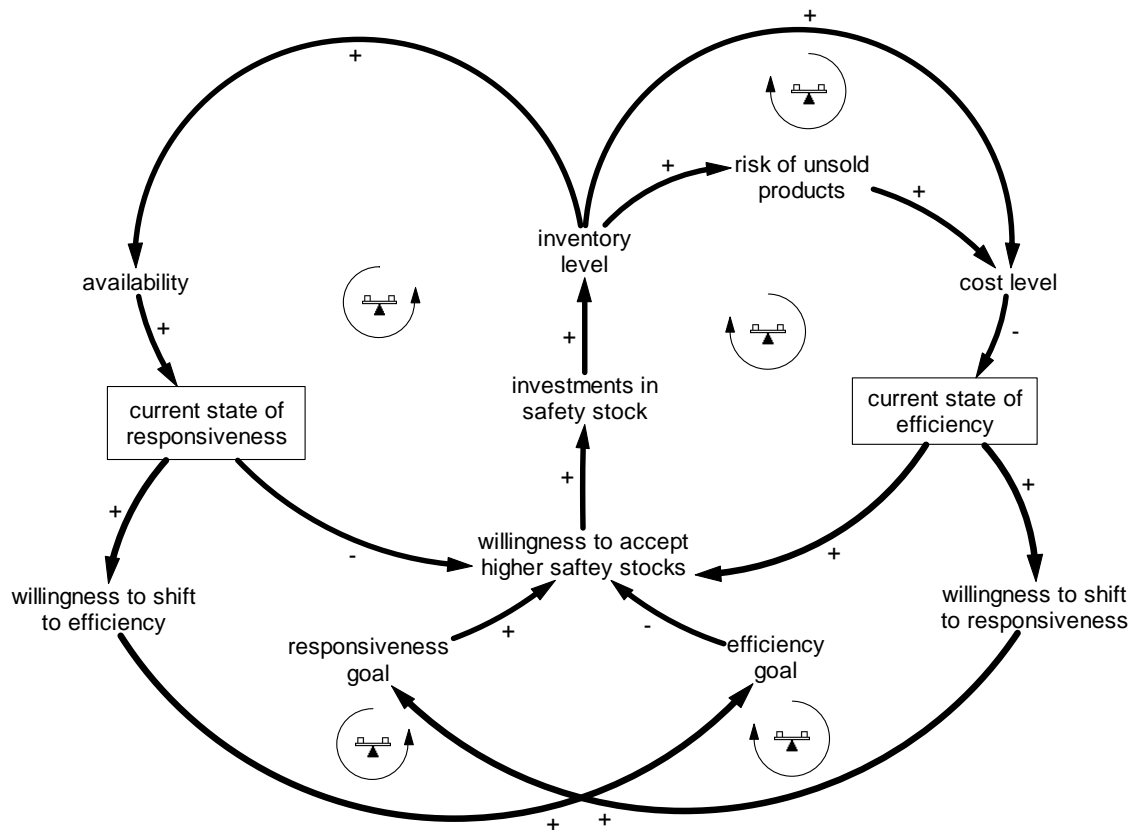 +
+
risk of unsold
products
+
+
inventory
level
availability
cost level
+
-
+
investments in
safety stock
current state of
responsiveness
current state of
efficiency
+
+
+
-
+
willingness to accept
higher saftey stocks
willingness to shift
to efficiency
willingness to shift
to responsiveness
+
-
responsiveness
goal
efficiency
goal
+
+